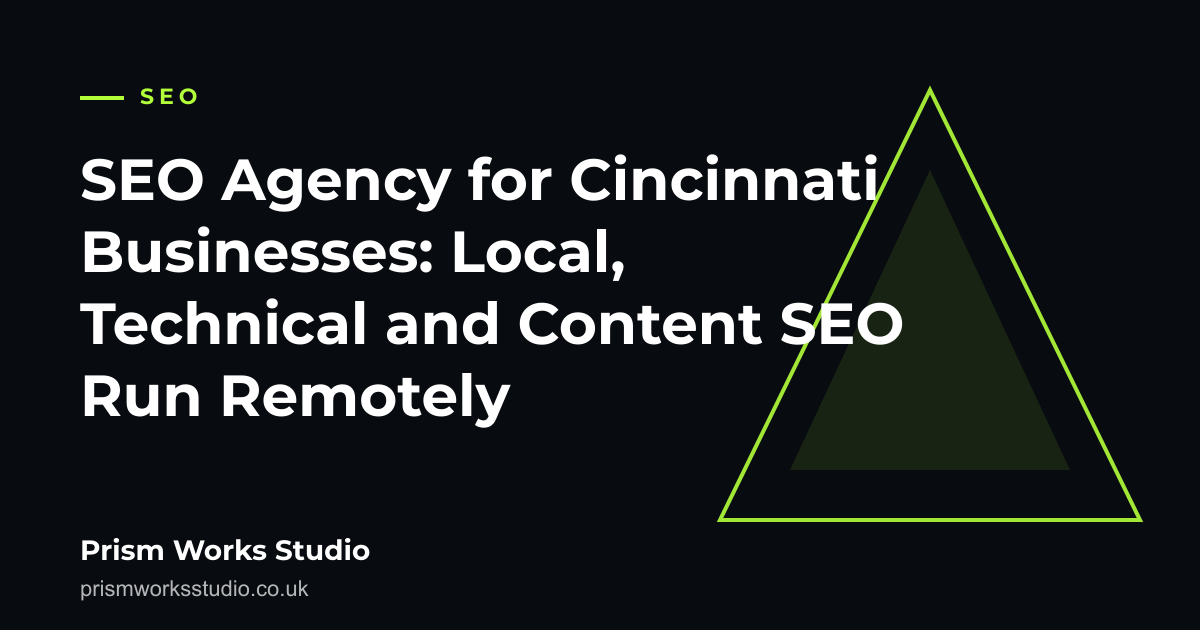 SEO
SEO Agency for Cincinnati
Businesses: Local,
Technical and Content SEO
Run Remotely
Prism Works Studio
prismworksstudio.co.uk